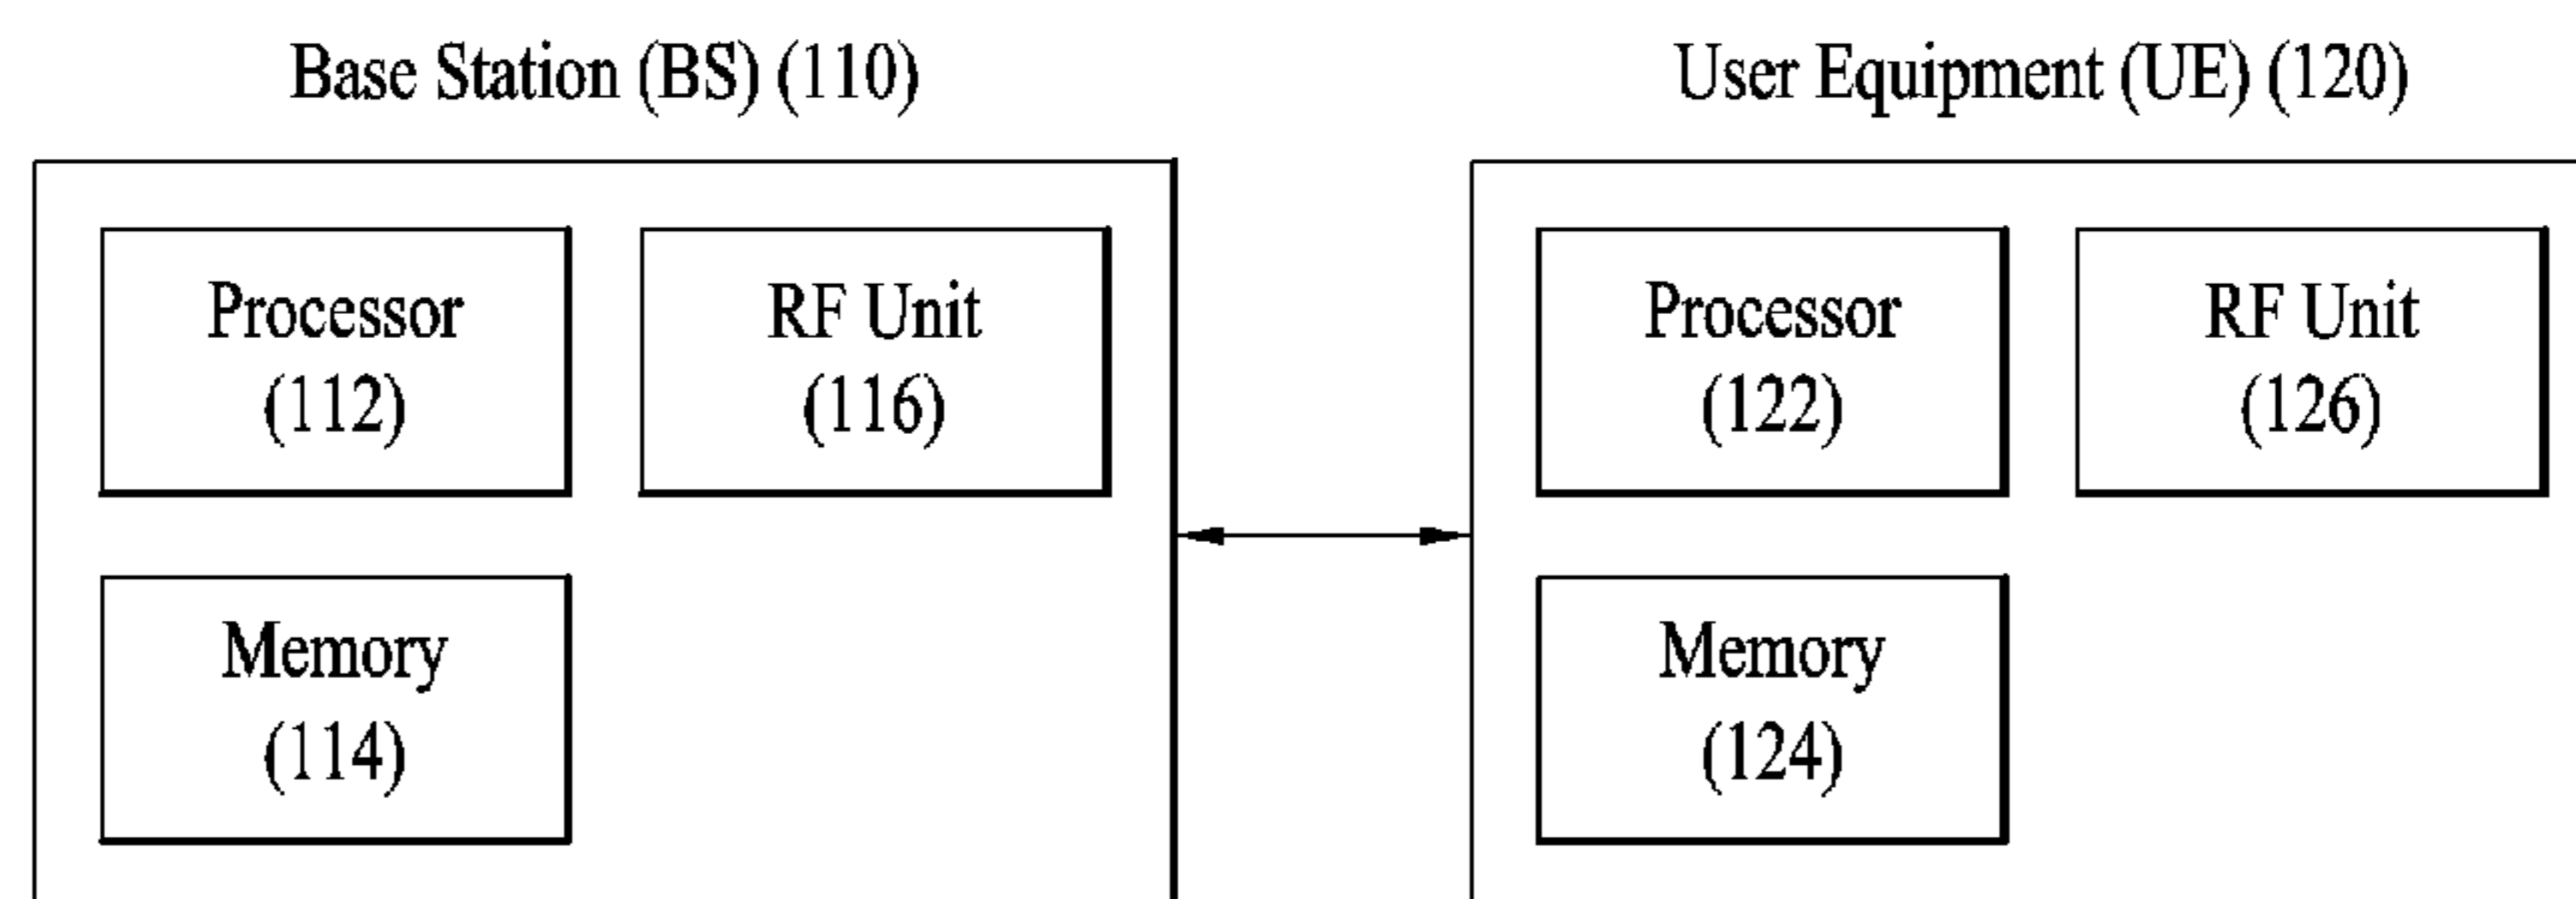 Base Station (BS) (110)
User Equipment (UE) (120)
Processor
(112)
RF Unit
(116)
Memory
(114)
Processor
(122)
RF Unit
(126)
Memory
(124)